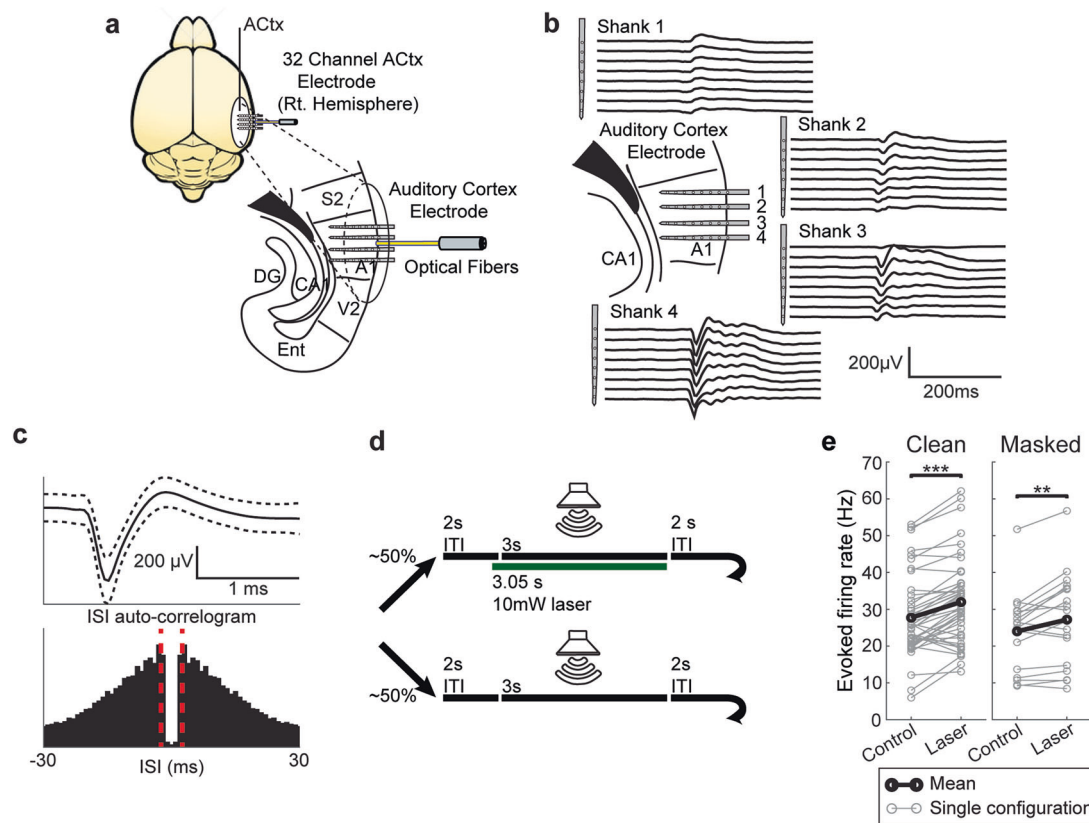 a
ACtx
32 Channel ACtx
Electrode
(Rt. Hemisphere)
S2
Auditory Cortex
Electrode
A1
Optical Fibers
DG
CA1
V2
Ent
b
Shank 1
Auditory Cortex
Electrode
1
2
3
4
CA1
A1
Shank 2
Shank 3
Shank 4
200µV
200ms
c
200 µV
1 ms
ISI auto-correlogram
-30
ISI (ms)
30
d
~50%
2s
ITI
3s
2 s
ITI
3.05 s
10mW laser
~50%
2s
ITI
3s
2s
ITI
e
Clean
Masked
***
**
Evoked firing rate (Hz)
70
60
50
40
30
20
10
0
Control
Laser
Control
Laser
Mean
Single configuration